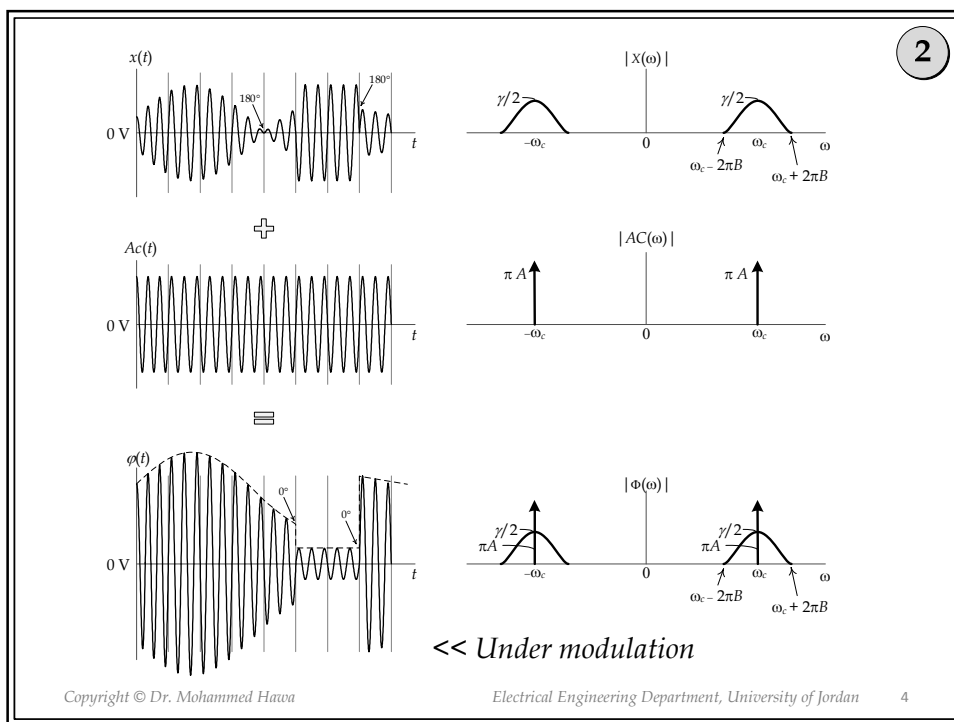 2
x(t)
180°
180°
0 V
t
|X(ω)|
γ/2
γ/2
−ωc
0
ωc
ω
ωc − 2πB
ωc + 2πB
Ac(t)
0 V
t
|AC(ω)|
π A
π A
−ωc
0
ωc
ω
φ(t)
0°
0°
0 V
t
|Φ(ω)|
γ/2
πA
γ/2
πA
−ωc
0
ωc
ω
ωc − 2πB
ωc + 2πB
<< Under modulation
Copyright © Dr. Mohammed Hawa
Electrical Engineering Department, University of Jordan
4